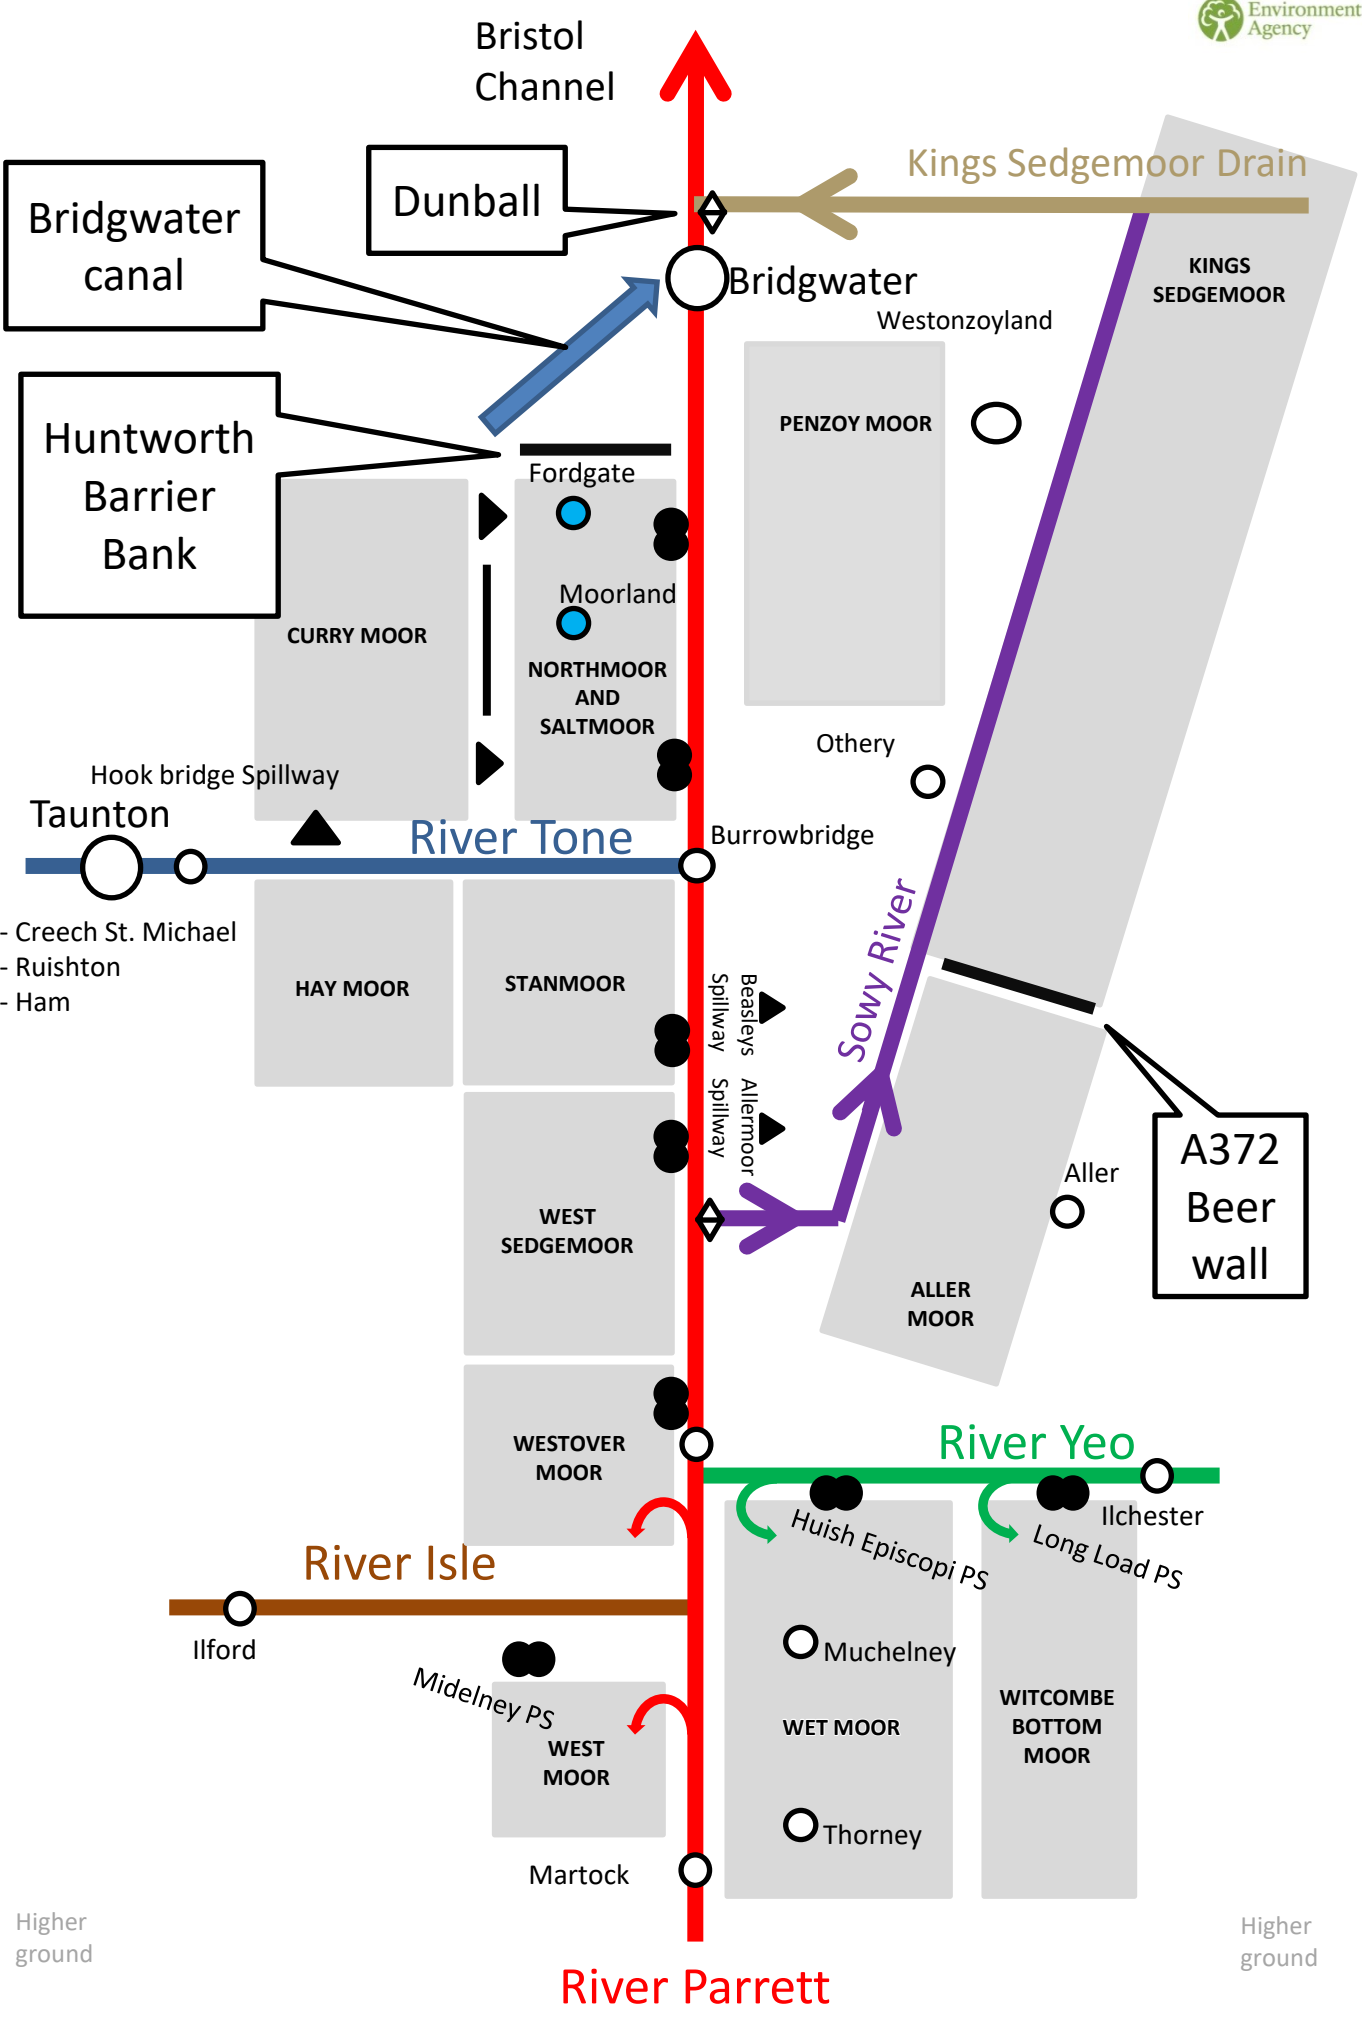 Environment
Agency
Bristol
Channel
Kings Sedgemoor Drain
Dunball
Bridgwater
canal
Bridgwater
KINGS
SEDGEMOOR
Westonzoyland
PENZOY MOOR
Huntworth
Barrier
Bank
Fordgate
Moorland
CURRY MOOR
NORTHMOOR
AND
SALTMOOR
Othery
Hook bridge Spillway
Taunton
River Tone
Burrowbridge
- Creech St. Michael
- Ruishton
- Ham
HAY MOOR
STANMOOR
Beasleys
Spillway
Sowy River
Allermoor
Spillway
A372
Beer
wall
Aller
WEST
SEDGEMOOR
ALLER
MOOR
WESTOVER
MOOR
River Yeo
Ilchester
Huish Episcopi PS
Long Load PS
River Isle
Ilford
Muchelney
Midelney PS
WITCOMBE
BOTTOM
MOOR
WET MOOR
WEST
MOOR
Thorney
Martock
Higher
ground
Higher
ground
River Parrett